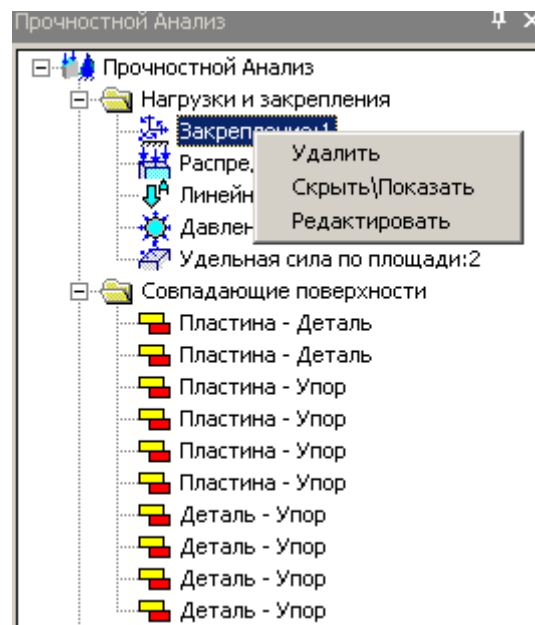 Прочностной Анализ
Прочностной Анализ
Нагрузки и закрепления
Закрепление:1
Удалить
Скрыть\Показать
Редактировать
Удельная сила по площади:2
Совпадающие поверхности
Пластина - Деталь
Пластина - Деталь
Пластина - Упор
Пластина - Упор
Пластина - Упор
Пластина - Упор
Деталь - Упор
Деталь - Упор
Деталь - Упор
Деталь - Упор